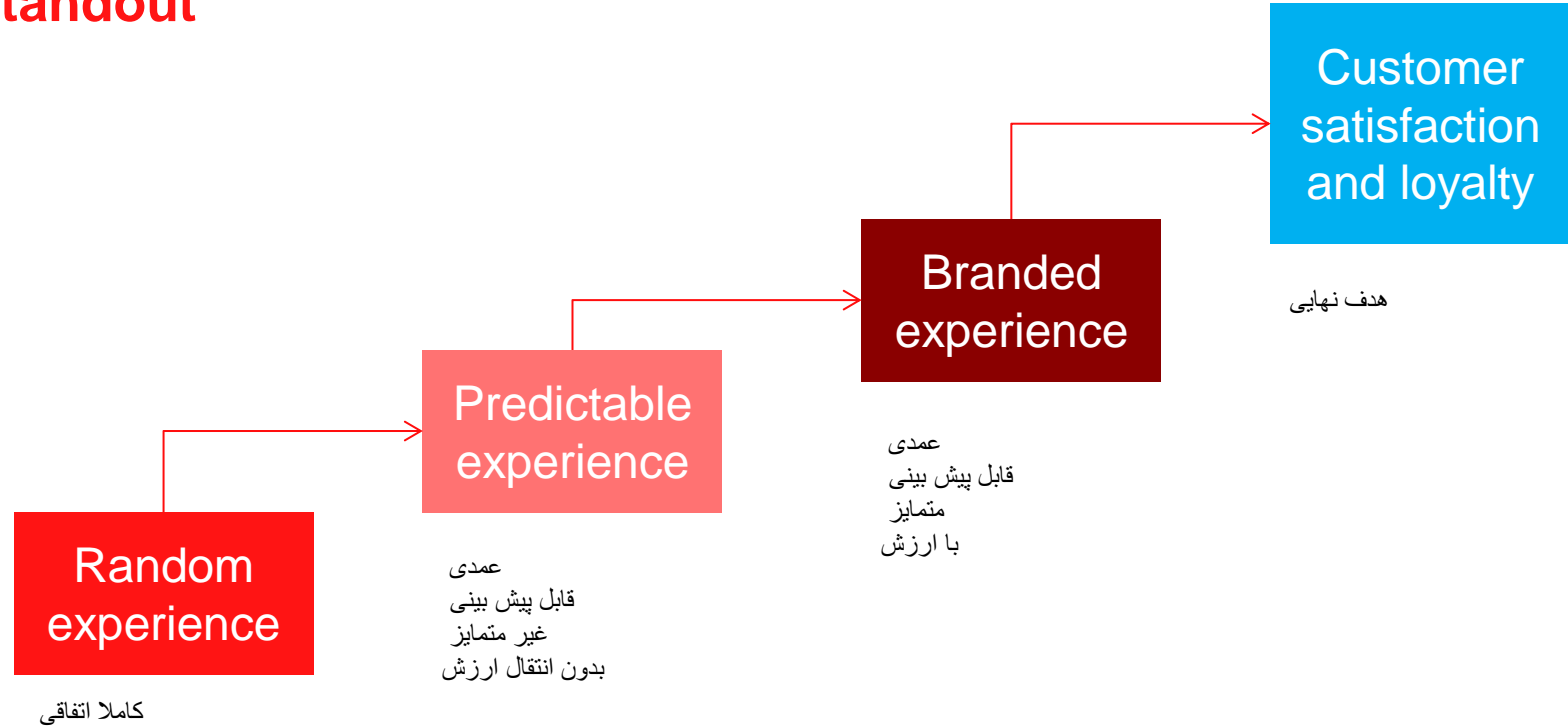 tandout
Customer
satisfaction
and loyalty
هدف نهایی
Branded
experience
عمدی
قابل پیش بینی
متمایز
با ارزش
Predictable
experience
عمدی
قابل پیش بینی
غیر متمایز
بدون انتقال ارزش
Random
experience
کاملا اتفاقی